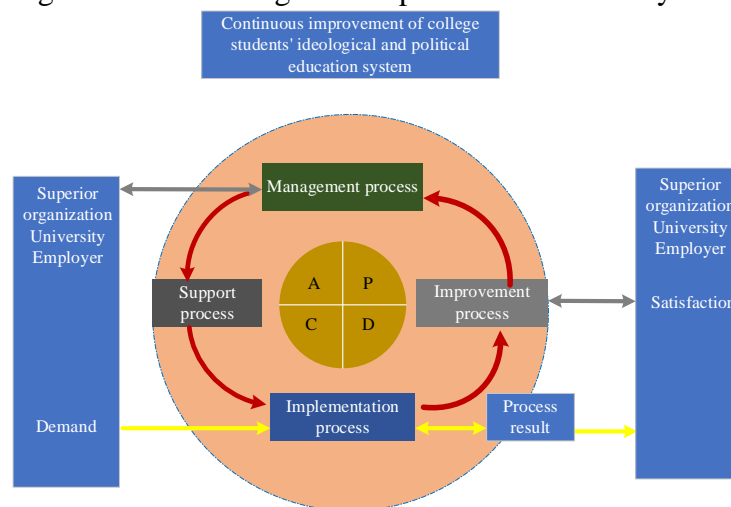 Continuous improvement of college
students' ideological and political
education system
Management process
Superior
organization
University
Employer
Demand
Support
process
A
P
C
D
Improvement
process
Implementation
process
Process
result
Superior
organization
University
Employer
Satisfaction